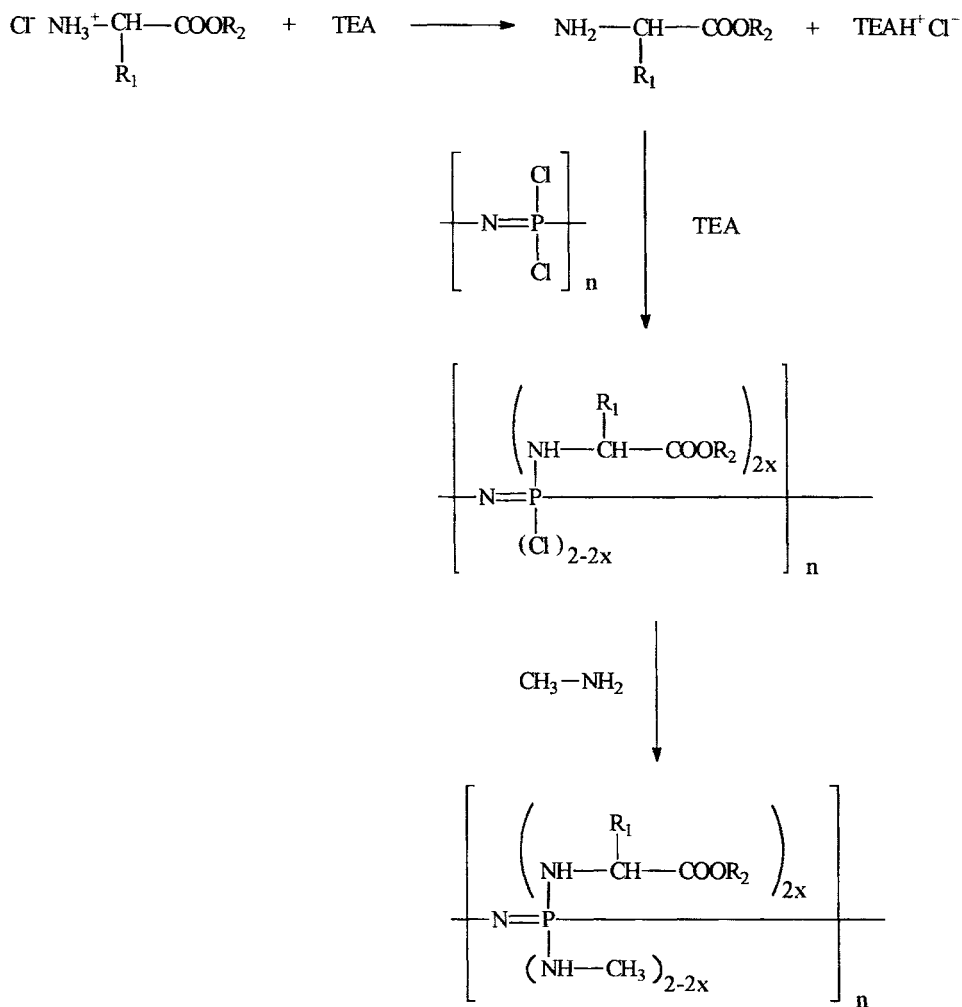 Cl⁻ NH₃⁺—CH—COOR₂ + TEA → NH₂—CH—COOR₂ + TEAH⁺Cl⁻
R₁ R₁
Cl
N=P TEA
Cl
n
R₁
NH—CH—COOR₂
2x
N=P
(Cl)₂₋₂ₓ
n
CH₃—NH₂
R₁
NH—CH—COOR₂
2x
N=P
(NH—CH₃)₂₋₂ₓ
n